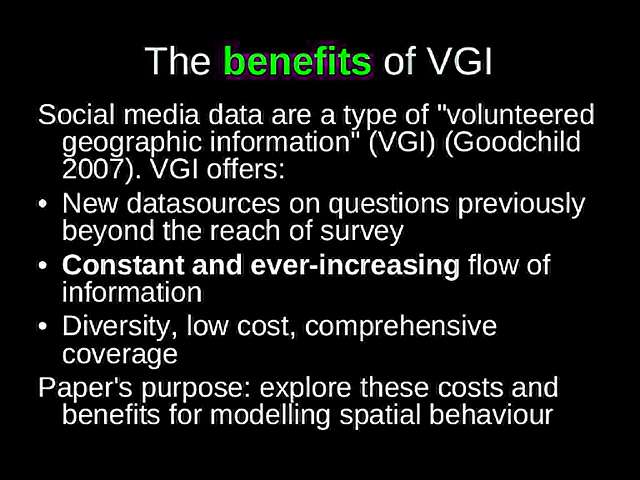 The benefits of VGI
Social media data are a type of "volunteered
geographic information" (VGI) (Goodchild
2007). VGI offers:
• New datasources on questions previously
beyond the reach of survey
• Constant and ever-increasing flow of
information
• Diversity, low cost, comprehensive
coverage
Paper's purpose: explore these costs and
benefits for modelling spatial behaviour